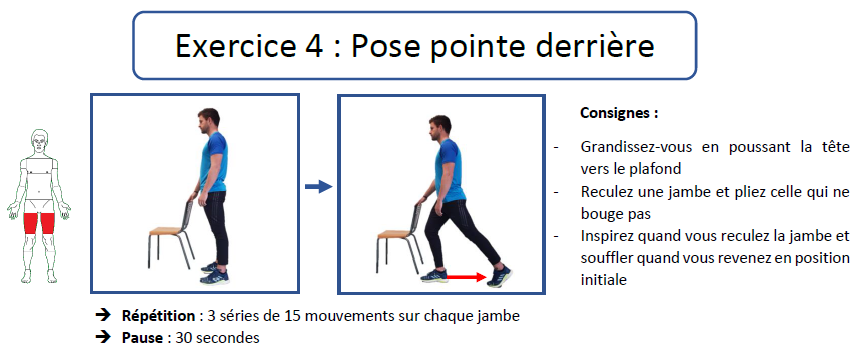 Exercice 4 : Pose pointe derrière
Consignes :
- Grandissez-vous en poussant la tête
vers le plafond
- Reculez une jambe et pliez celle qui ne
bouge pas
- Inspirez quand vous reculez la jambe et
souffler quand vous revenez en position
initiale
➔ Répétition : 3 séries de 15 mouvements sur chaque jambe
➔ Pause : 30 secondes